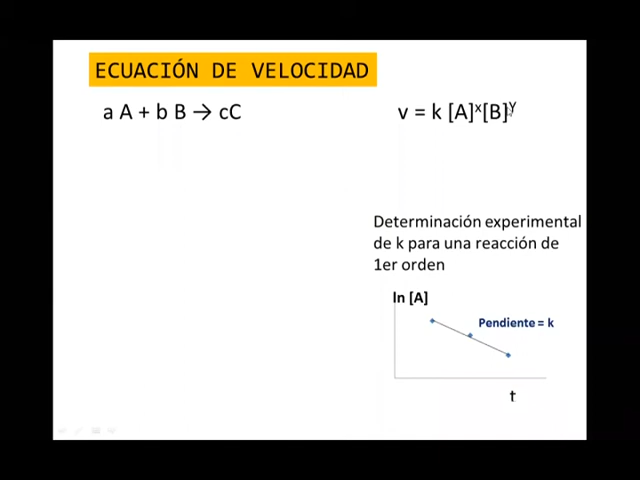 ECUACIÓN DE VELOCIDAD
a A + b B → cC
v = k [A]ˣ[B]ʸ
Determinación experimental
de k para una reacción de
1er orden
ln [A]
Pendiente = k
t